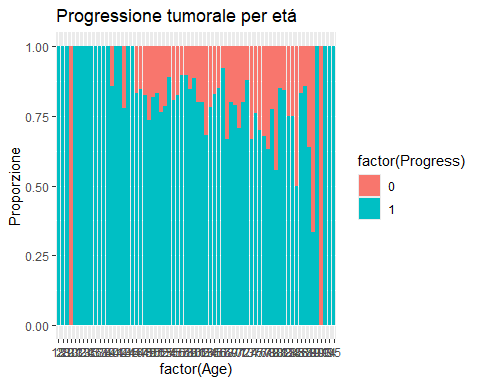 Progressione tumorale per etá
1.00
0.75
0.50
0.25
0.00
Proporzione
factor(Age)
factor(Progress)
0
1